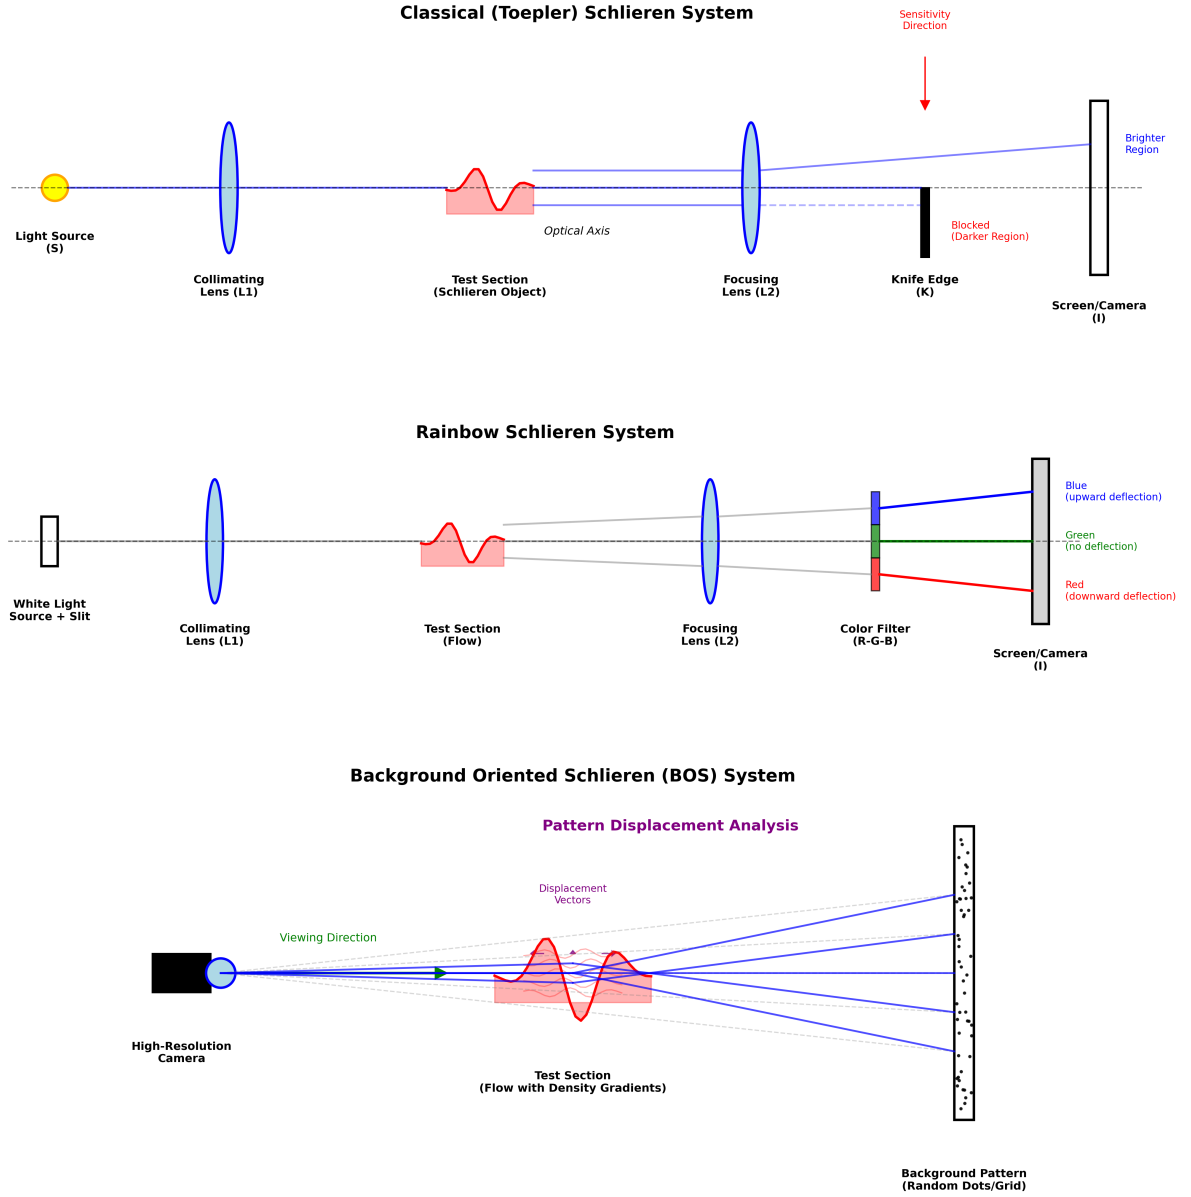 Classical (Toepler) Schlieren System
Sensitivity
Direction
Brighter
Region
Light Source
(S)
Optical Axis
Blocked
(Darker Region)
Collimating
Lens (L1)
Test Section
(Schlieren Object)
Focusing
Lens (L2)
Knife Edge
(K)
Screen/Camera
(I)
Rainbow Schlieren System
Blue
(upward deflection)
Green
(no deflection)
Red
(downward deflection)
White Light
Source + Slit
Collimating
Lens (L1)
Test Section
(Flow)
Focusing
Lens (L2)
Color Filter
(R-G-B)
Screen/Camera
(I)
Background Oriented Schlieren (BOS) System
Pattern Displacement Analysis
Displacement
Vectors
Viewing Direction
High-Resolution
Camera
Test Section
(Flow with Density Gradients)
Background Pattern
(Random Dots/Grid)